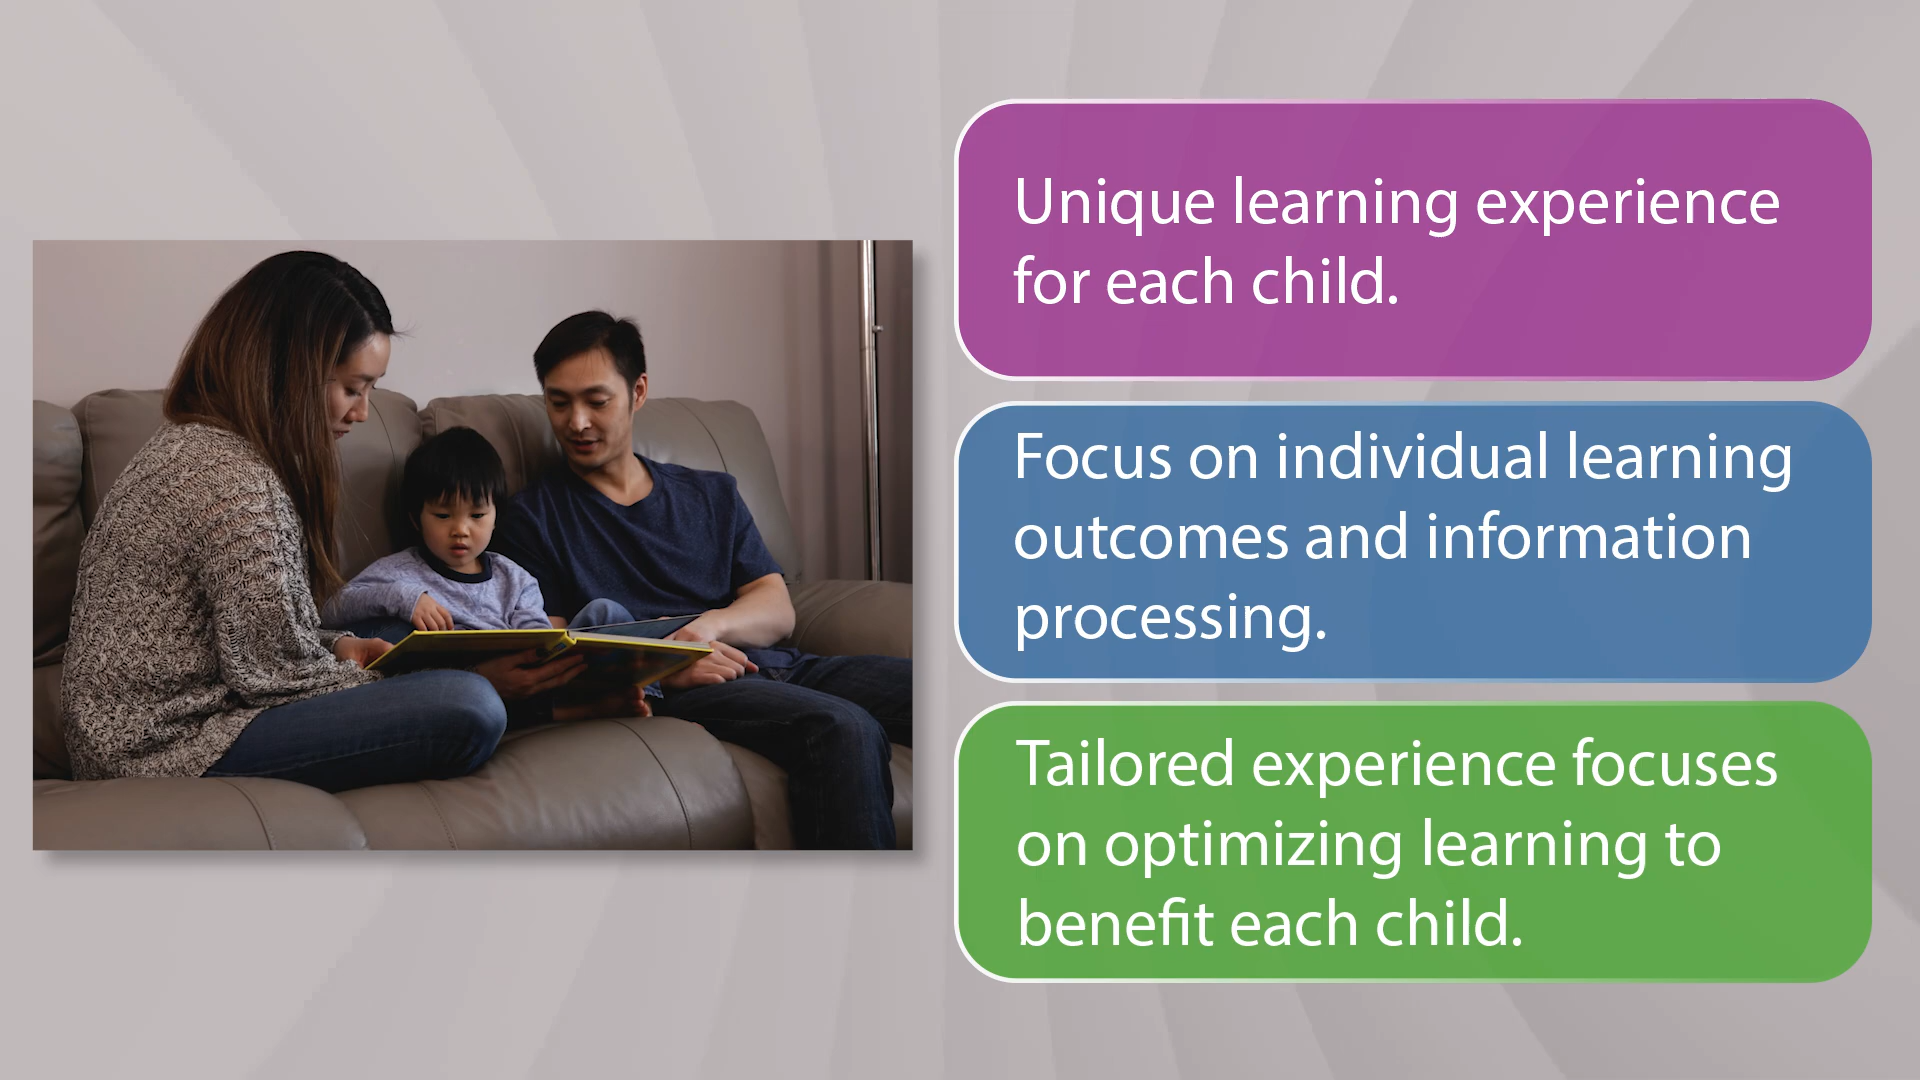 Unique learning experience
for each child.
Focus on individual learning
outcomes and information
processing.
Tailored experience focuses
on optimizing learning to
benefit each child.